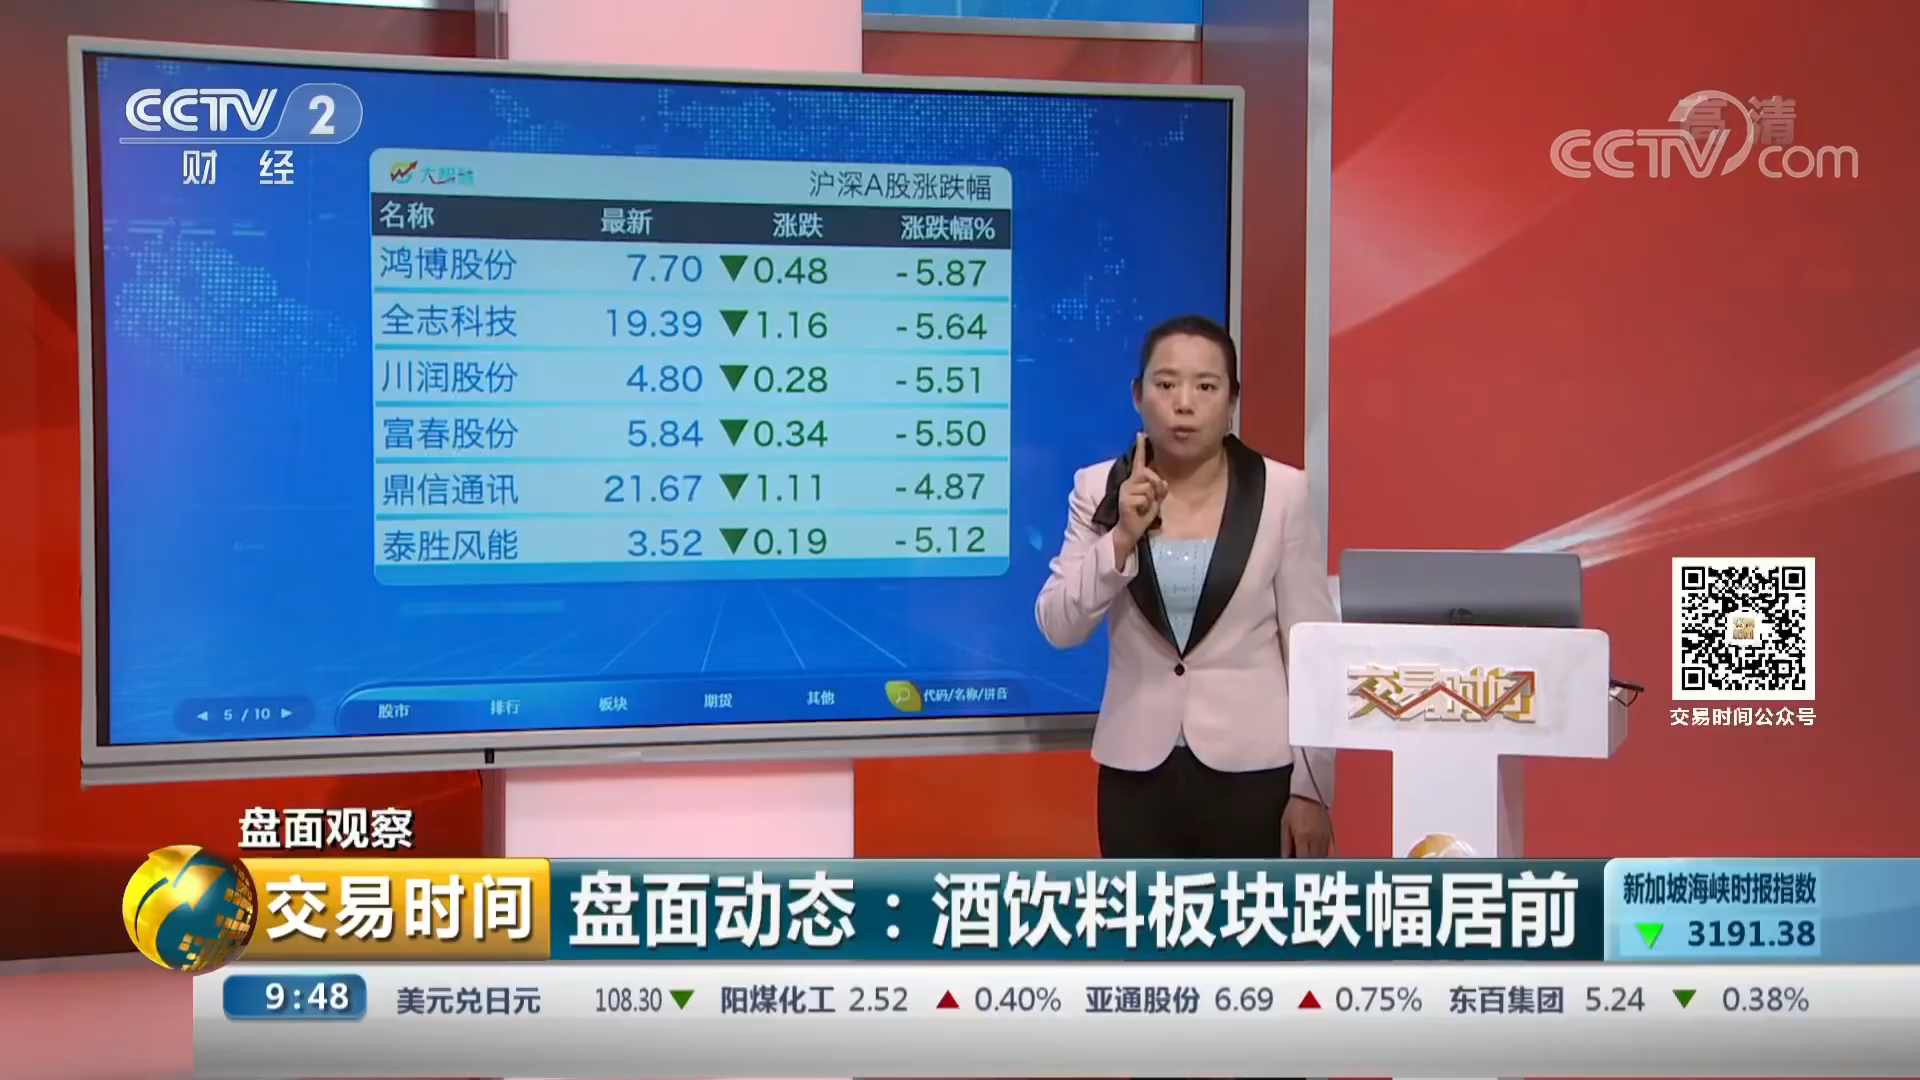 CCTV 2
财 经
高清
CCTV.com
大智慧
沪深A股涨跌幅
名称 最新 涨跌 涨跌幅%
鸿博股份 7.70 ▼0.48 -5.87
全志科技 19.39 ▼1.16 -5.64
川润股份 4.80 ▼0.28 -5.51
富春股份 5.84 ▼0.34 -5.50
鼎信通讯 21.67 ▼1.11 -4.87
泰胜风能 3.52 ▼0.19 -5.12
◀ 5 / 10 ▶ 股市 排行 板块 期货 其他 代码/名称/拼音
交易时间
交易时间公众号
盘面观察
交易时间 盘面动态：酒饮料板块跌幅居前
新加坡海峡时报指数
▼ 3191.38
9:48 美元兑日元 108.30▼ 阳煤化工 2.52 ▲ 0.40% 亚通股份 6.69 ▲ 0.75% 东百集团 5.24 ▼ 0.38%